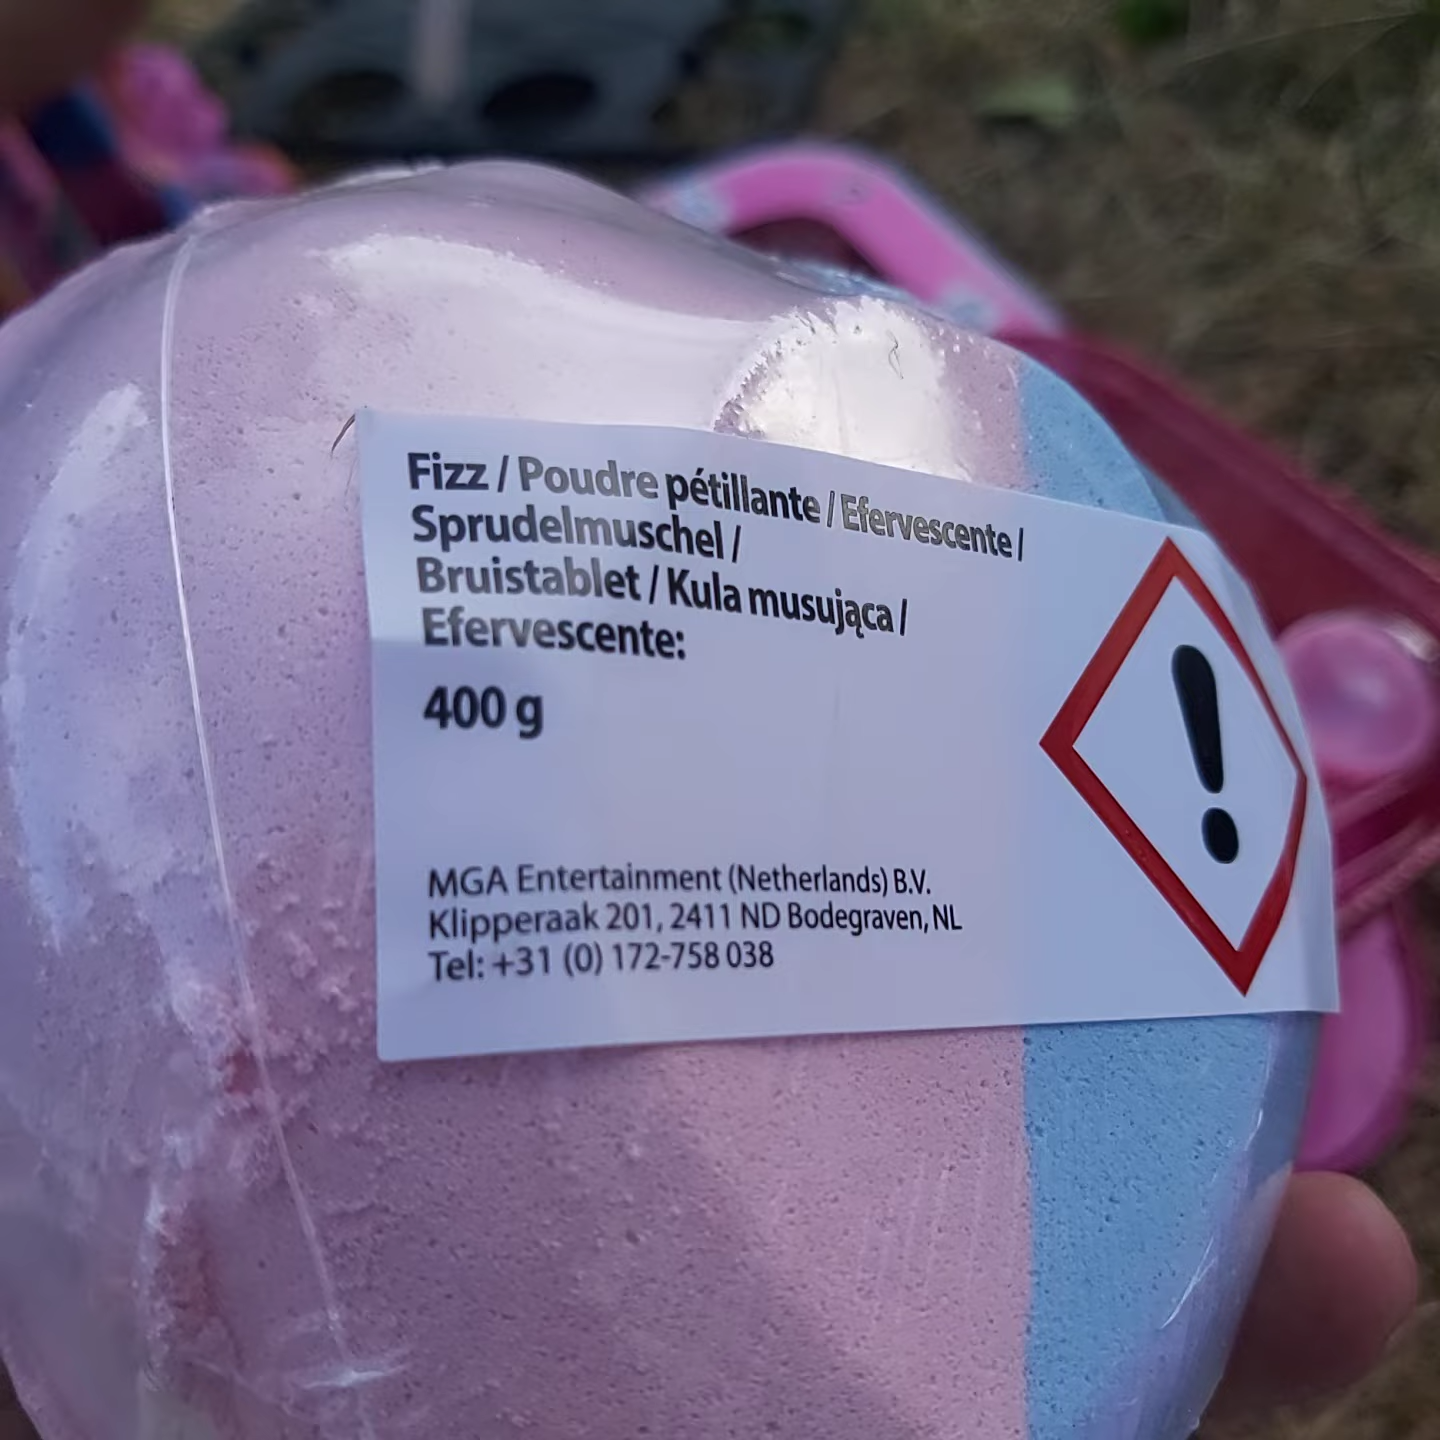 Fizz / Poudre pétillante / Efervescente /
Sprudelmuschel /
Bruistablet / Kula musująca /
Efervescente:
400 g
MGA Entertainment (Netherlands) B.V.
Klipperaak 201, 2411 ND Bodegraven, NL
Tel: +31 (0) 172-758 038